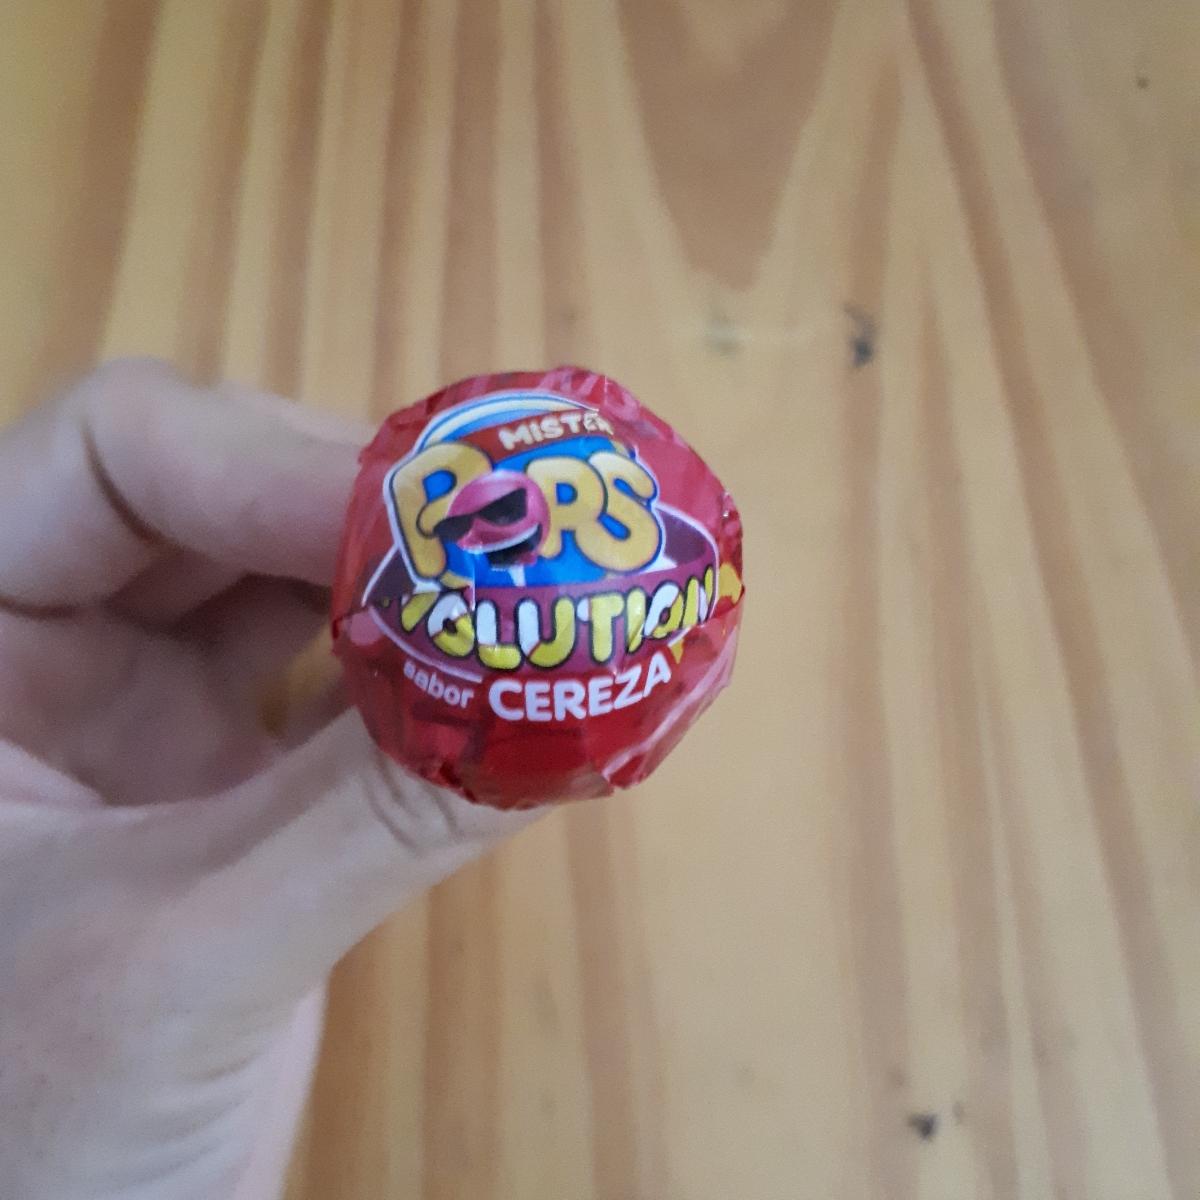 MISTER
POPS
VOLUTION
sabor CEREZA